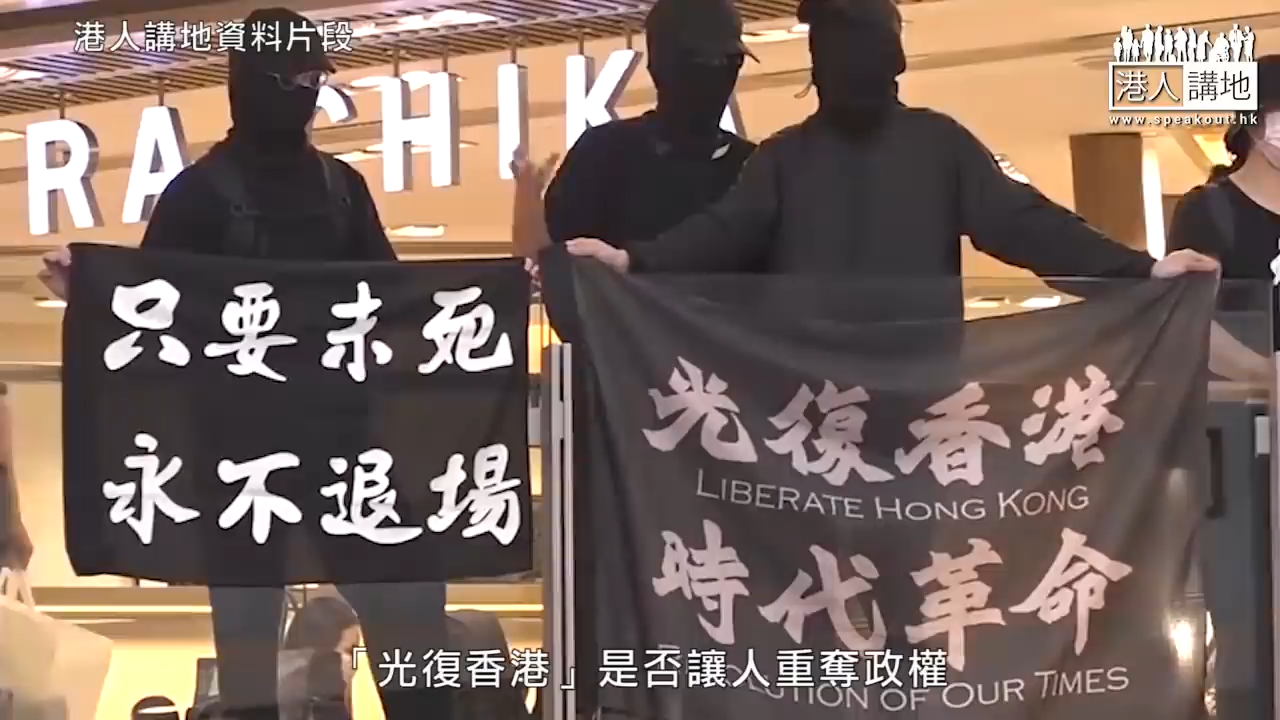 港人講地資料片段
港人講地
www.speakout.hk
只要未死
永不退場
光復香港
LIBERATE HONG KONG
時代革命
OF OUR TIMES
「光復香港」是否讓人重奪政權